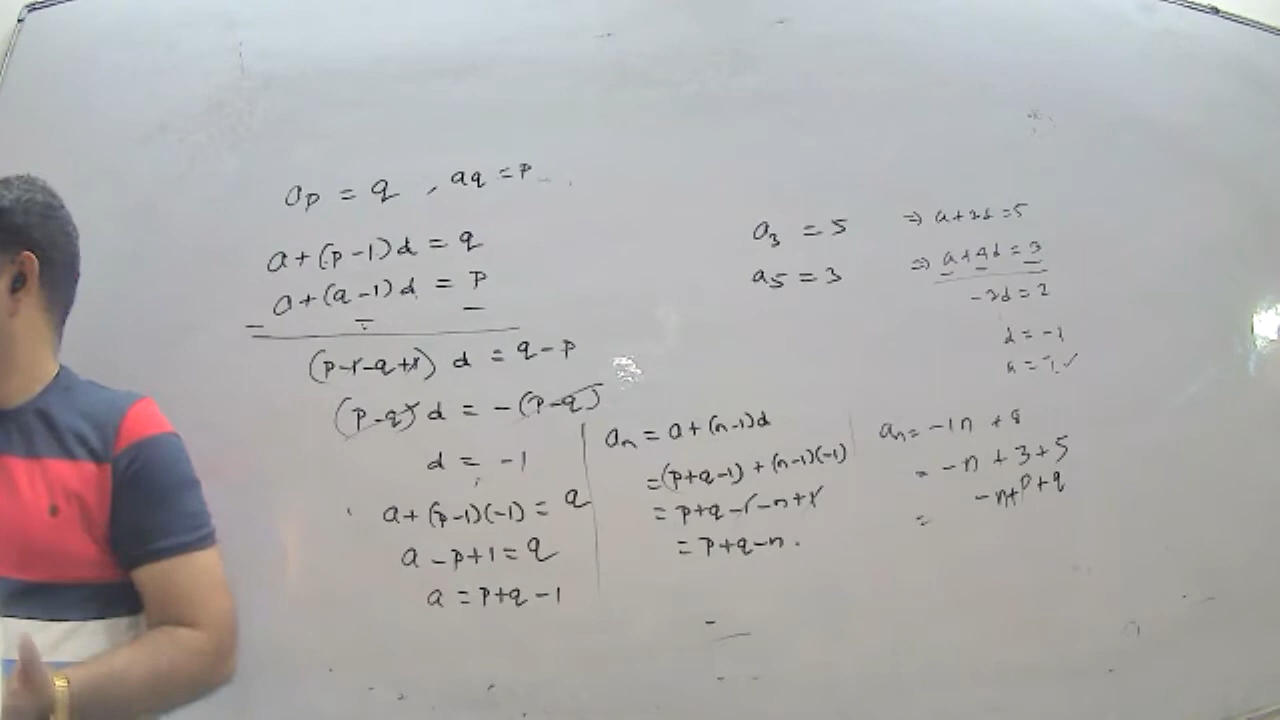 aₚ = q , a_q = p
a+(p-1)d = q
a+(q-1)d = p
(p-1-q+1) d = q-p
(p-q) d = -(p-q)
d = -1
a+(p-1)(-1) = q
a-p+1 = q
a = p+q-1
aₙ = a+(n-1)d
=(p+q-1)+(n-1)(-1)
= p+q-1-n+1
= p+q-n.
a₃ = 5 ⇒ a+2d=5
a₅ = 3 ⇒ a+4d=3
-2d=2
d=-1
a=7 ✓
aₙ= -1n +8
= -n+3+5
= -n+p+q